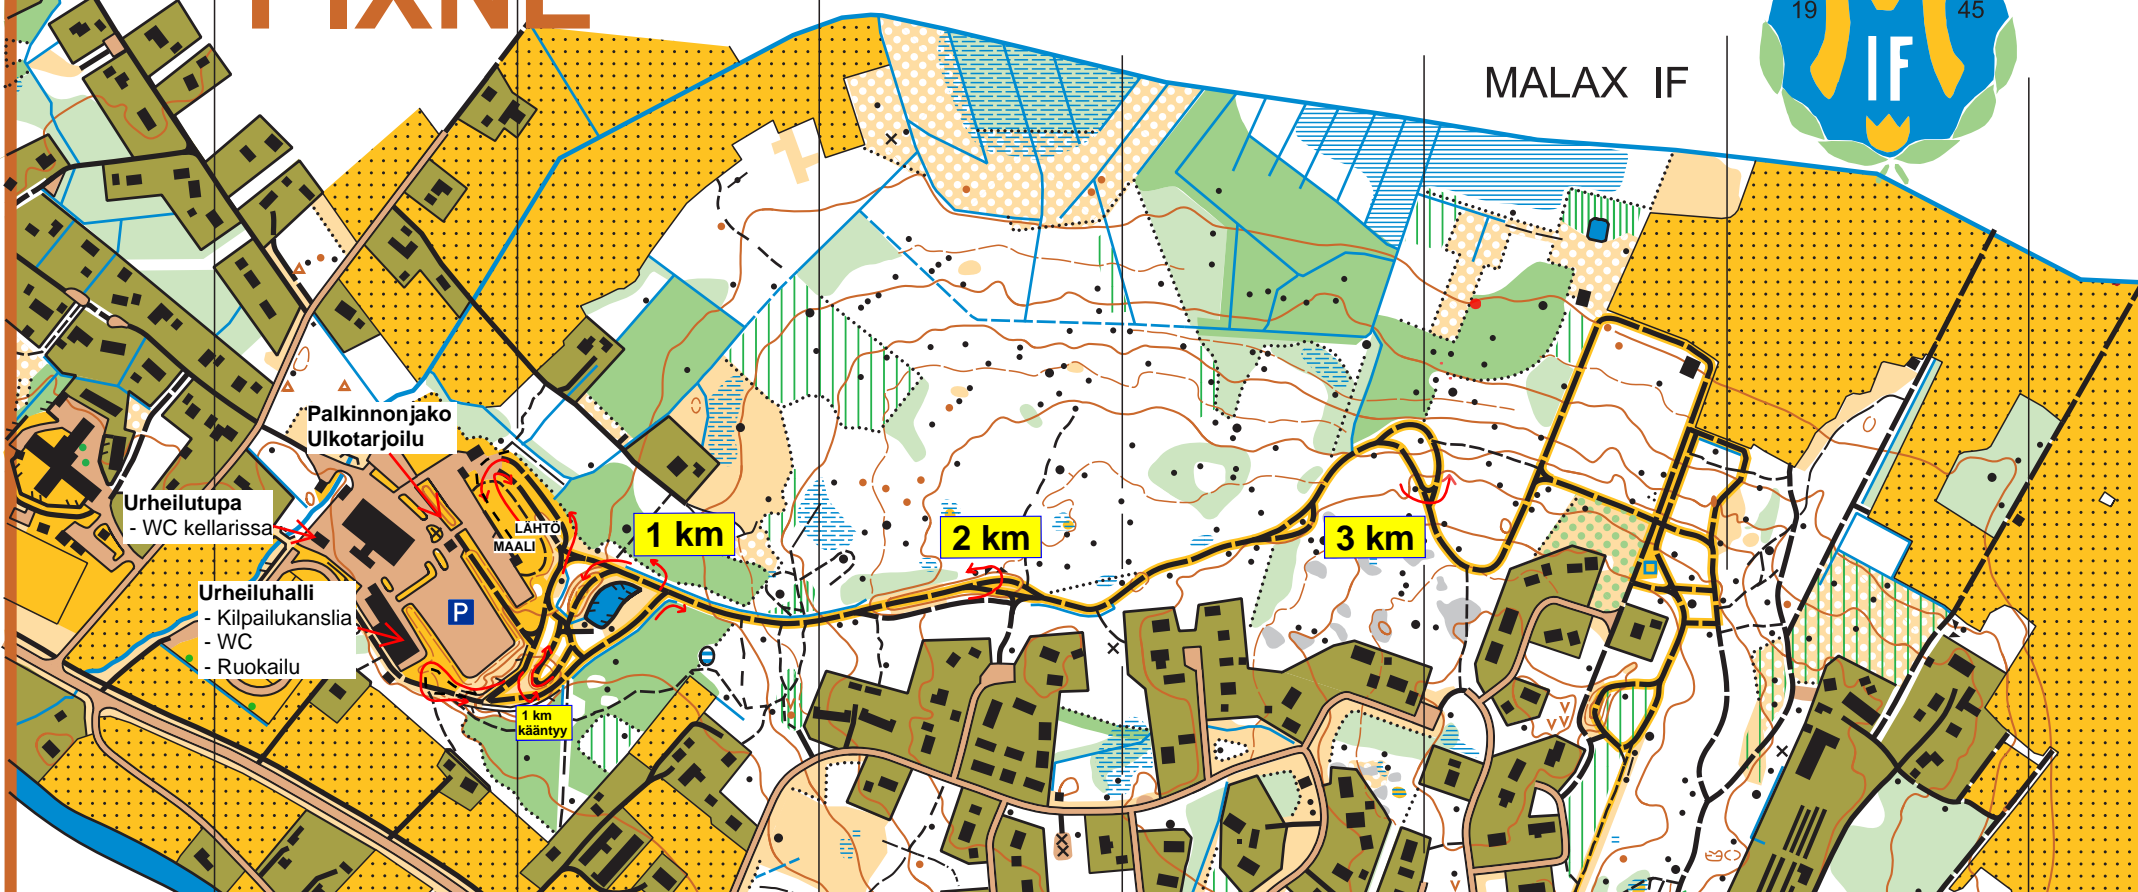 PIXNE
MALAX IF
19 45
IF
Palkinnonjako
Ulkotarjoilu
Urheilutupa
- WC kellarissa
LÄHTÖ
MAALI
1 km
2 km
3 km
Urheiluhalli
- Kilpailukanslia
- WC
- Ruokailu
P
1 km
kääntyy